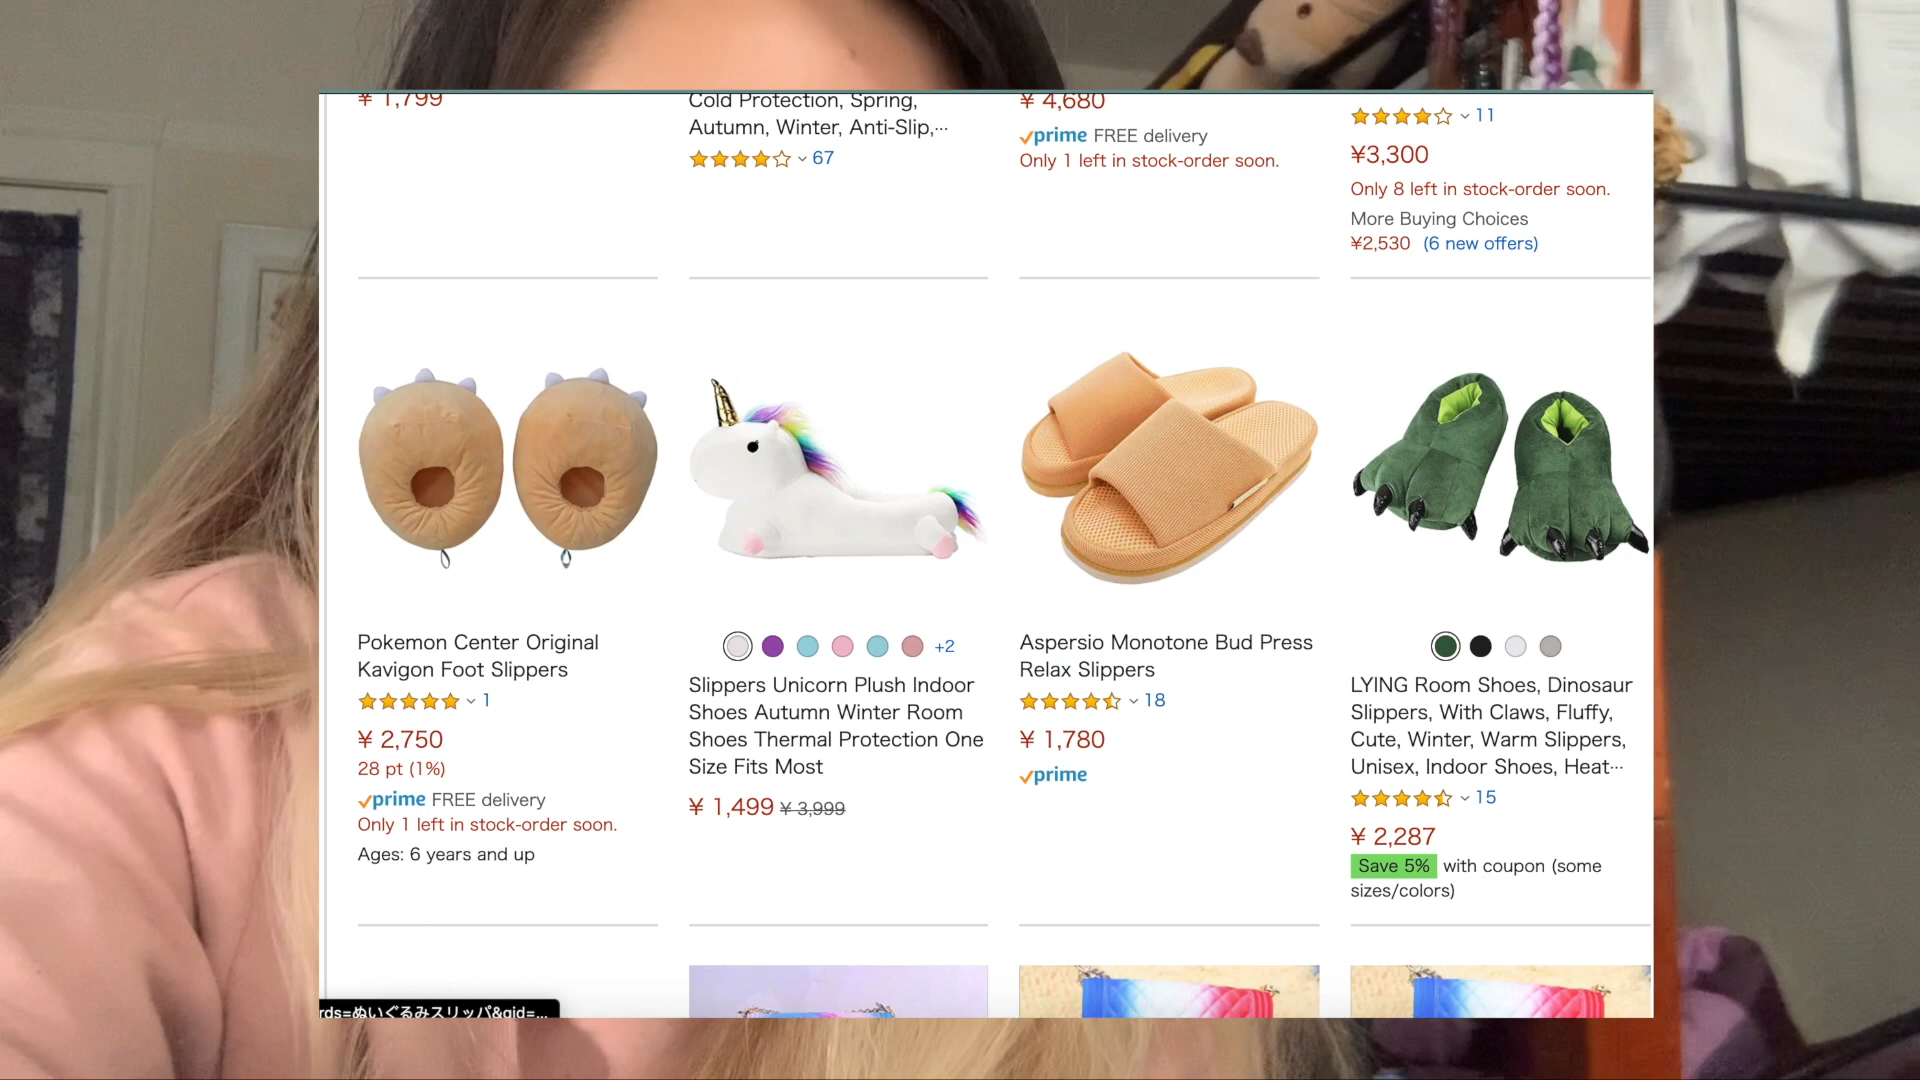 ¥ 1,799
Cold Protection, Spring,
Autumn, Winter, Anti-Slip,…
67
¥ 4,680
prime FREE delivery
Only 1 left in stock-order soon.
11
¥3,300
Only 8 left in stock-order soon.
More Buying Choices
¥2,530 (6 new offers)
Pokemon Center Original
Kavigon Foot Slippers
1
¥ 2,750
28 pt (1%)
prime FREE delivery
Only 1 left in stock-order soon.
Ages: 6 years and up
+2
Slippers Unicorn Plush Indoor
Shoes Autumn Winter Room
Shoes Thermal Protection One
Size Fits Most
¥ 1,499 ¥ 3,999
Aspersio Monotone Bud Press
Relax Slippers
18
¥ 1,780
prime
LYING Room Shoes, Dinosaur
Slippers, With Claws, Fluffy,
Cute, Winter, Warm Slippers,
Unisex, Indoor Shoes, Heat…
15
¥ 2,287
Save 5% with coupon (some
sizes/colors)
rds=ぬいぐるみスリッパ&qid=...